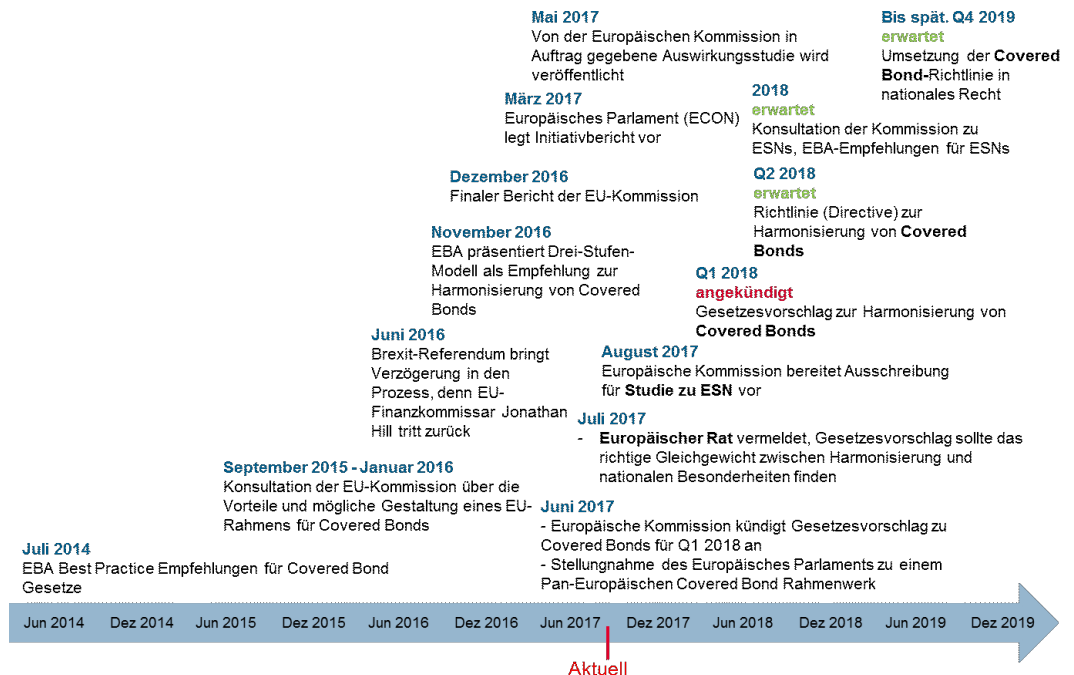 Mai 2017
Von der Europäischen Kommission in
Auftrag gegebene Auswirkungsstudie wird
veröffentlicht
Bis spät. Q4 2019
erwartet
Umsetzung der Covered
Bond-Richtlinie in
nationales Recht
März 2017
Europäisches Parlament (ECON)
legt Initiativbericht vor
2018
erwartet
Konsultation der Kommission zu
ESNs, EBA-Empfehlungen für ESNs
Dezember 2016
Finaler Bericht der EU-Kommission
Q2 2018
erwartet
Richtlinie (Directive) zur
Harmonisierung von Covered
Bonds
November 2016
EBA präsentiert Drei-Stufen-
Modell als Empfehlung zur
Harmonisierung von Covered
Bonds
Q1 2018
angekündigt
Gesetzesvorschlag zur Harmonisierung von
Covered Bonds
Juni 2016
Brexit-Referendum bringt
Verzögerung in den
Prozess, denn EU-
Finanzkommissar Jonathan
Hill tritt zurück
August 2017
Europäische Kommission bereitet Ausschreibung
für Studie zu ESN vor
Juli 2017
- Europäischer Rat vermeldet, Gesetzesvorschlag sollte das
richtige Gleichgewicht zwischen Harmonisierung und
nationalen Besonderheiten finden
September 2015 - Januar 2016
Konsultation der EU-Kommission über die
Vorteile und mögliche Gestaltung eines EU-
Rahmens für Covered Bonds
Juni 2017
- Europäische Kommission kündigt Gesetzesvorschlag zu
Covered Bonds für Q1 2018 an
- Stellungnahme des Europäisches Parlaments zu einem
Pan-Europäischen Covered Bond Rahmenwerk
Juli 2014
EBA Best Practice Empfehlungen für Covered Bond
Gesetze
Jun 2014 Dez 2014 Jun 2015 Dez 2015 Jun 2016 Dez 2016 Jun 2017 Dez 2017 Jun 2018 Dez 2018 Jun 2019 Dez 2019
Aktuell